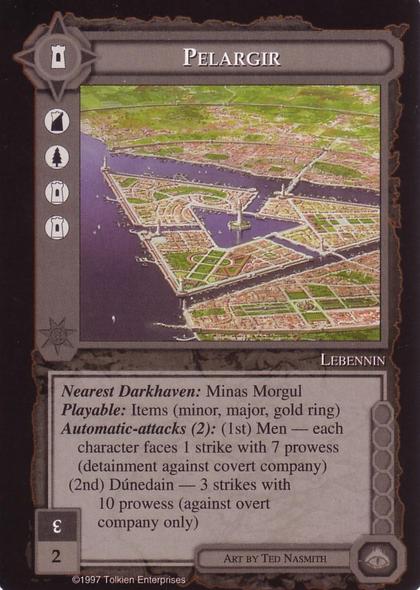 PELARGIR
LEBENNIN
Nearest Darkhaven: Minas Morgul
Playable: Items (minor, major, gold ring)
Automatic-attacks (2): (1st) Men — each
character faces 1 strike with 7 prowess
(detainment against covert company)
(2nd) Dúnedain — 3 strikes with
10 prowess (against overt
company only)
ε
2
ART BY TED NASMITH
©1997 Tolkien Enterprises